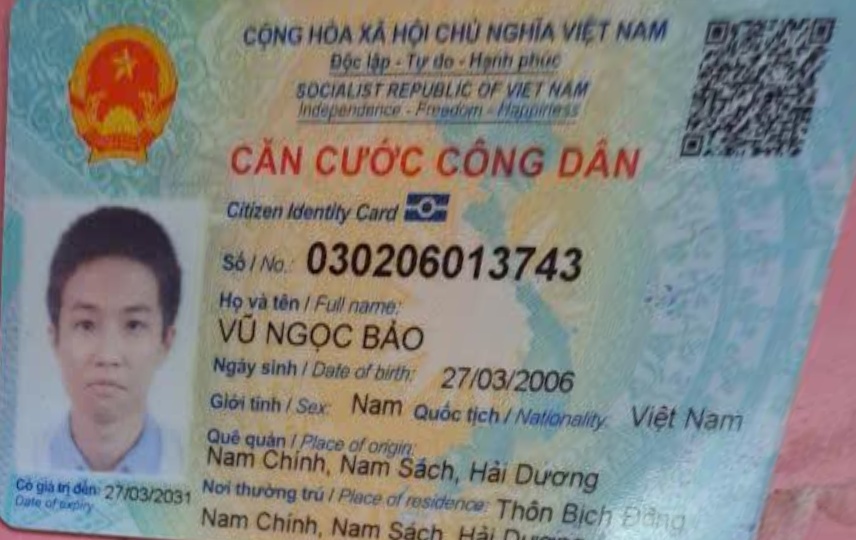 CỘNG HÒA XÃ HỘI CHỦ NGHĨA VIỆT NAM
Độc lập - Tự do - Hạnh phúc
SOCIALIST REPUBLIC OF VIET NAM
Independence - Freedom - Happiness
CĂN CƯỚC CÔNG DÂN
Citizen Identity Card
Số / No.: 030206013743
Họ và tên / Full name:
VŨ NGỌC BẢO
Ngày sinh / Date of birth: 27/03/2006
Giới tính / Sex: Nam Quốc tịch / Nationality: Việt Nam
Quê quán / Place of origin:
Nam Chính, Nam Sách, Hải Dương
Có giá trị đến: 27/03/2031
Date of expiry
Nơi thường trú / Place of residence: Thôn Bịch Đông
Nam Chính, Nam Sách, Hải Dương